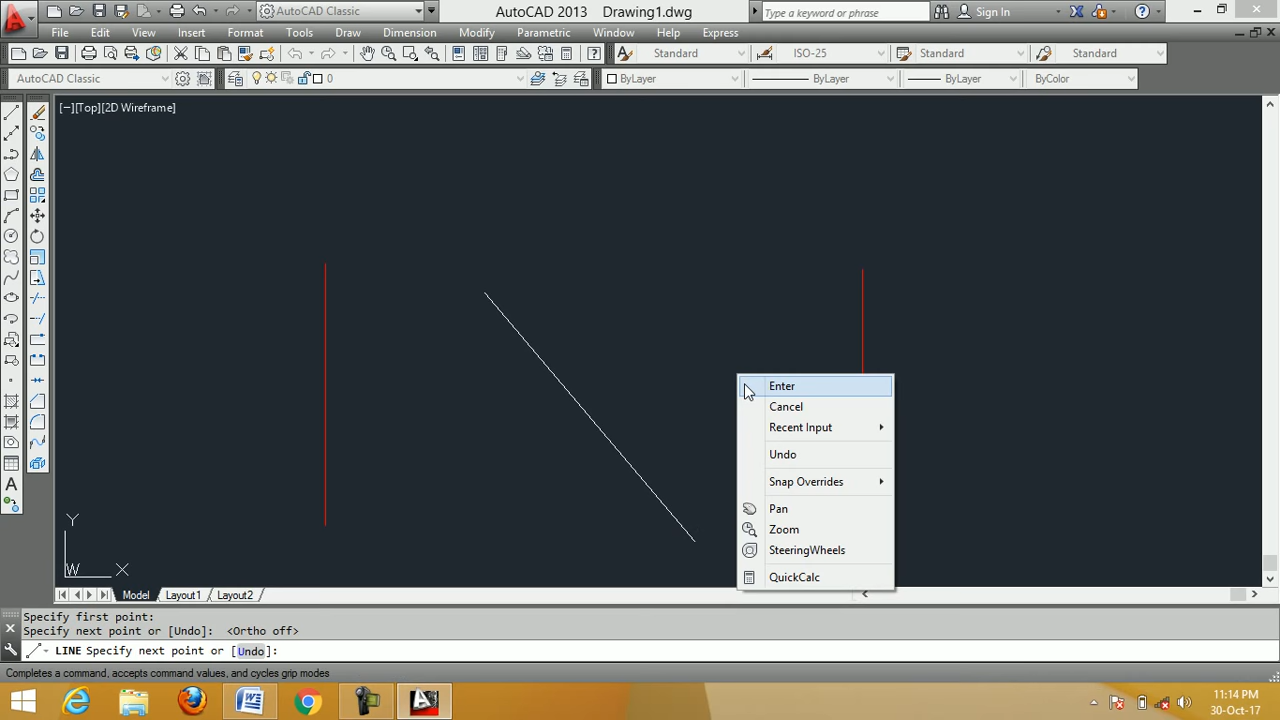 AutoCAD Classic
AutoCAD 2013 Drawing1.dwg
Type a keyword or phrase
Sign In
File Edit View Insert Format Tools Draw Dimension Modify Parametric Window Help Express
Standard ISO-25 Standard Standard
AutoCAD Classic 0 ByLayer ByLayer ByLayer ByColor
[−][Top][2D Wireframe]
Enter
Cancel
Recent Input
Undo
Snap Overrides
Pan
Zoom
SteeringWheels
QuickCalc
Y
W X
Model Layout1 Layout2
Specify first point:
Specify next point or [Undo]: <Ortho off>
LINE Specify next point or [Undo]:
Completes a command, accepts command values, and cycles grip modes
11:14 PM
30-Oct-17